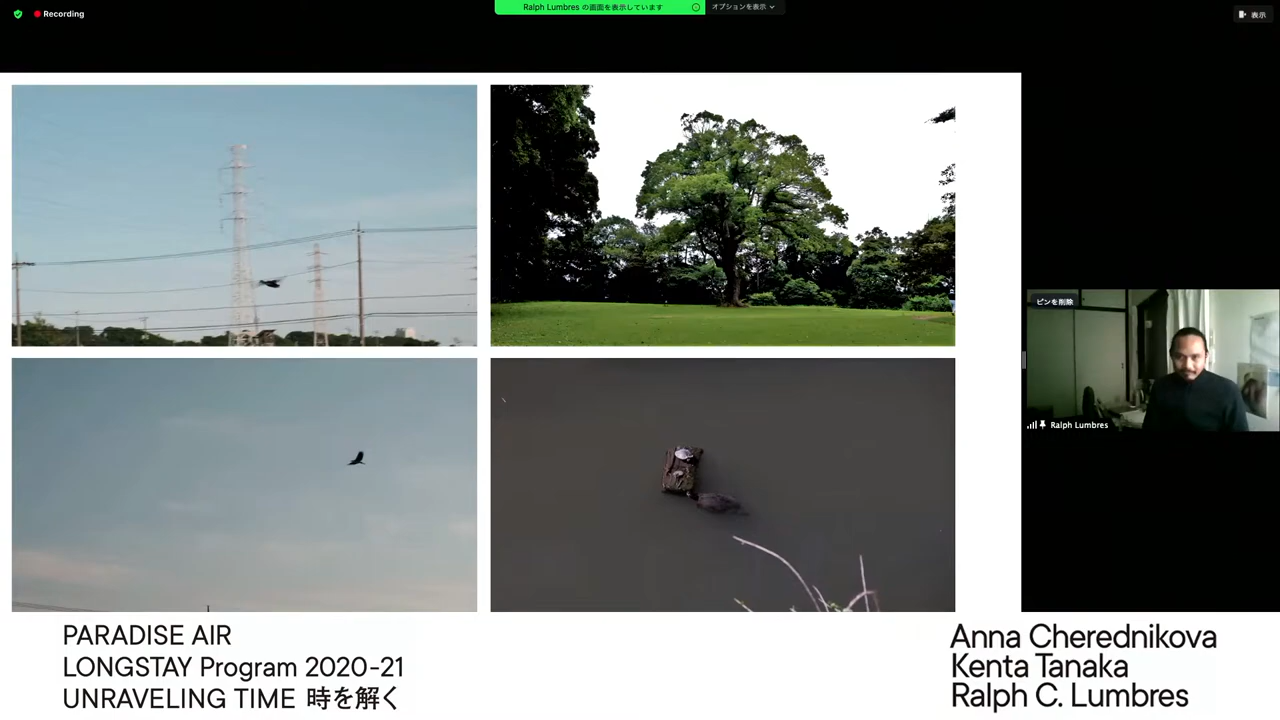 Recording
Ralph Lumbres の画面を表示しています
オプションを表示
表示
ピンを削除
Ralph Lumbres
PARADISE AIR
LONGSTAY Program 2020-21
UNRAVELING TIME 時を解く
Anna Cherednikova
Kenta Tanaka
Ralph C. Lumbres